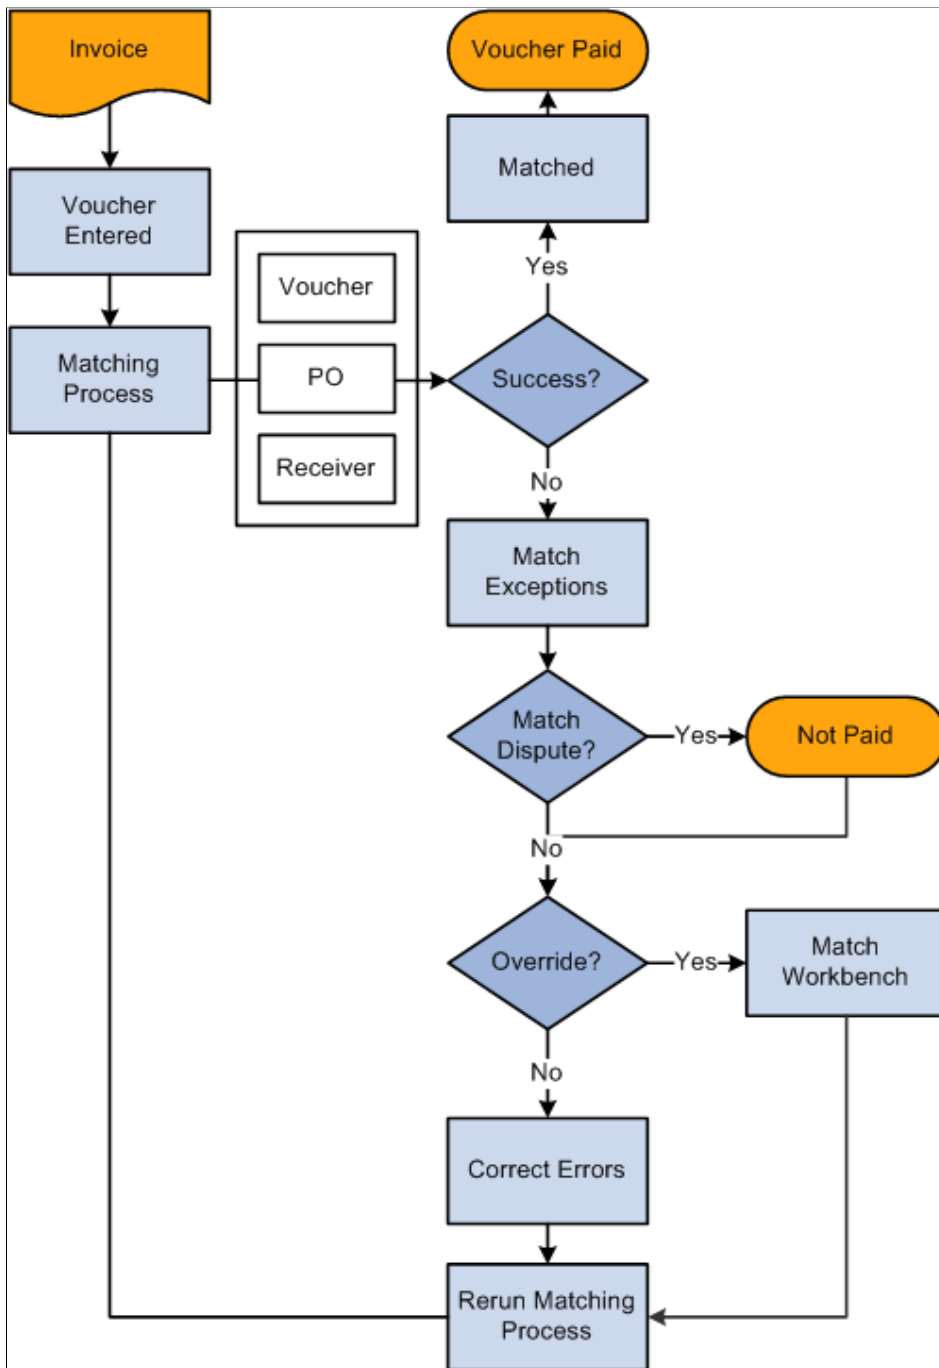 Invoice
Voucher Paid
Matched
Voucher
Entered
Yes
Voucher
Matching
Process
PO
Success?
Receiver
No
Match
Exceptions
Match
Dispute?
Yes
Not Paid
No
Override?
Yes
Match
Workbench
No
Correct Errors
Rerun Matching
Process